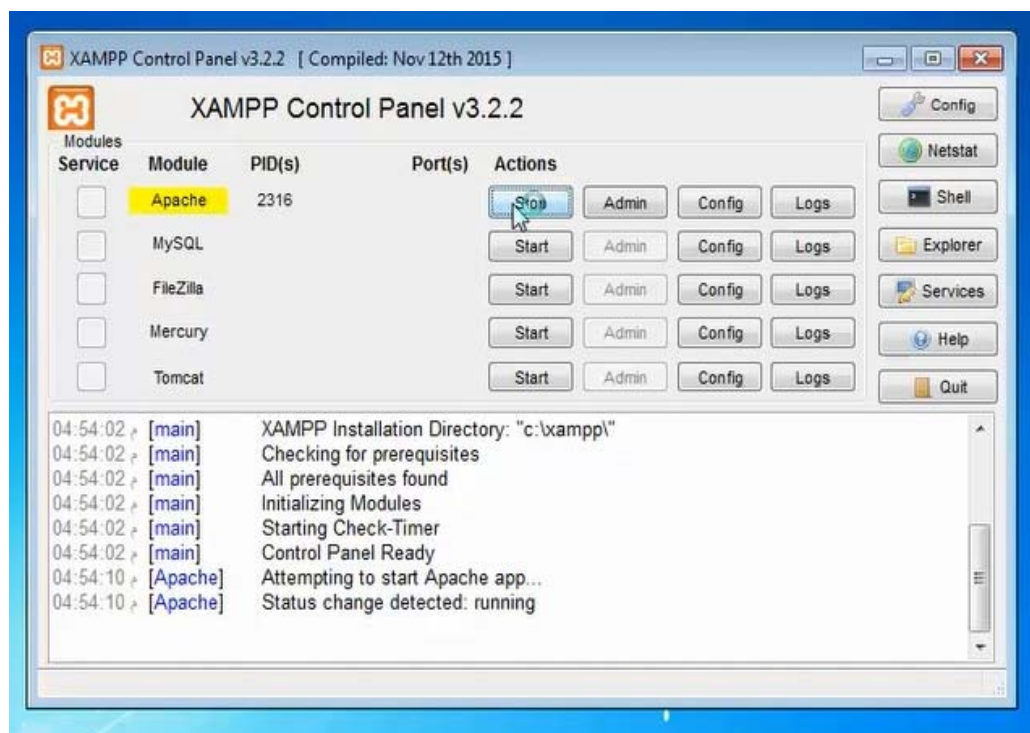 XAMPP Control Panel v3.2.2 [ Compiled: Nov 12th 2015 ]
XAMPP Control Panel v3.2.2
Config
Modules
Service Module PID(s) Port(s) Actions
Netstat
Apache 2316 Stop Admin Config Logs
Shell
MySQL Start Admin Config Logs
Explorer
FileZilla Start Admin Config Logs
Services
Mercury Start Admin Config Logs
Help
Tomcat Start Admin Config Logs
Quit
04:54:02 م [main] XAMPP Installation Directory: "c:\xampp\"
04:54:02 م [main] Checking for prerequisites
04:54:02 م [main] All prerequisites found
04:54:02 م [main] Initializing Modules
04:54:02 م [main] Starting Check-Timer
04:54:02 م [main] Control Panel Ready
04:54:10 م [Apache] Attempting to start Apache app...
04:54:10 م [Apache] Status change detected: running